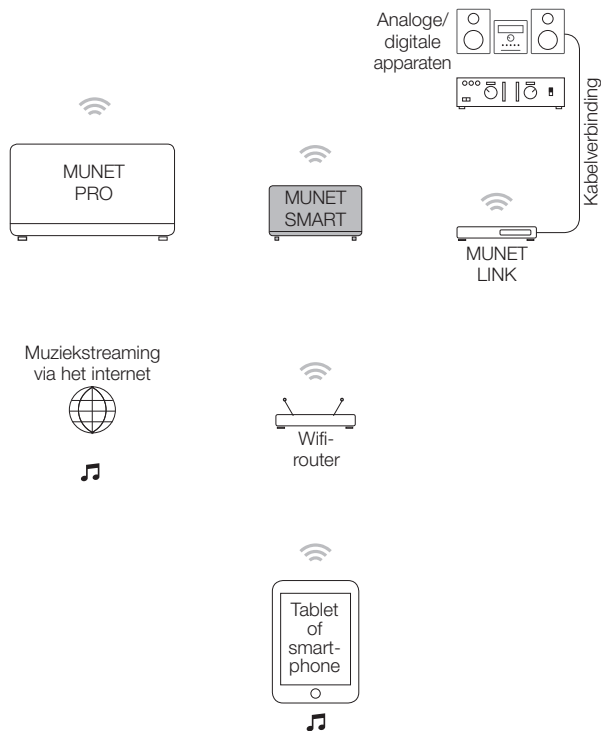 Analoge/
digitale
apparaten
Kabelverbinding
MUNET
PRO
MUNET
SMART
MUNET
LINK
Muziekstreaming
via het internet
Wifi-
router
Tablet
of
smart-
phone